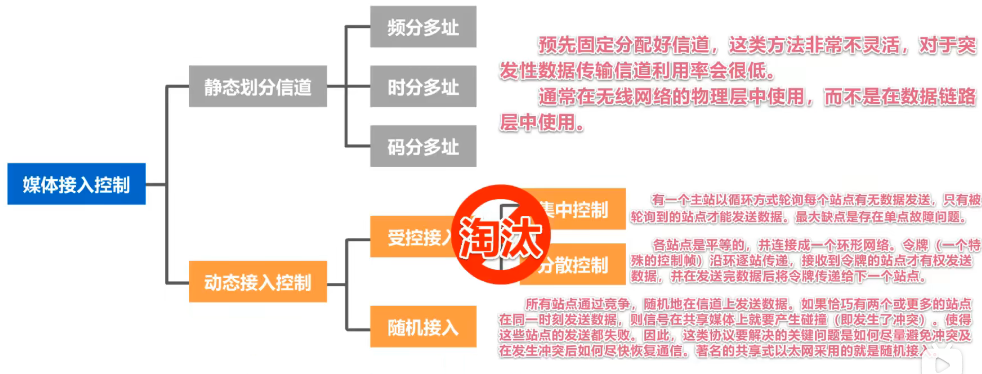 频分多址
预先固定分配好信道，这类方法非常不灵活，对于突
发性数据传输信道利用率会很低。
静态划分信道
时分多址
通常在无线网络的物理层中使用，而不是在数据链路
层中使用。
码分多址
媒体接入控制
集中控制
有一个主站以循环方式轮询每个站点有无数据发送，只有被
轮询到的站点才能发送数据。最大缺点是存在单点故障问题。
受控接入
淘汰
分散控制
各站点是平等的，并连接成一个环形网络。令牌（一个特
殊的控制帧）沿环逐站传递，接收到令牌的站点才有权发送
数据，并在发送完数据后将令牌传递给下一个站点。
动态接入控制
随机接入
所有站点通过竞争，随机地在信道上发送数据。如果恰巧有两个或更多的站点
在同一时刻发送数据，则信号在共享媒体上就要产生碰撞（即发生了冲突），使得
这些站点的发送都失败。因此，这类协议要解决的关键问题是如何尽量避免冲突及
在发生冲突后如何尽快恢复通信。著名的共享式以太网采用的就是随机接入